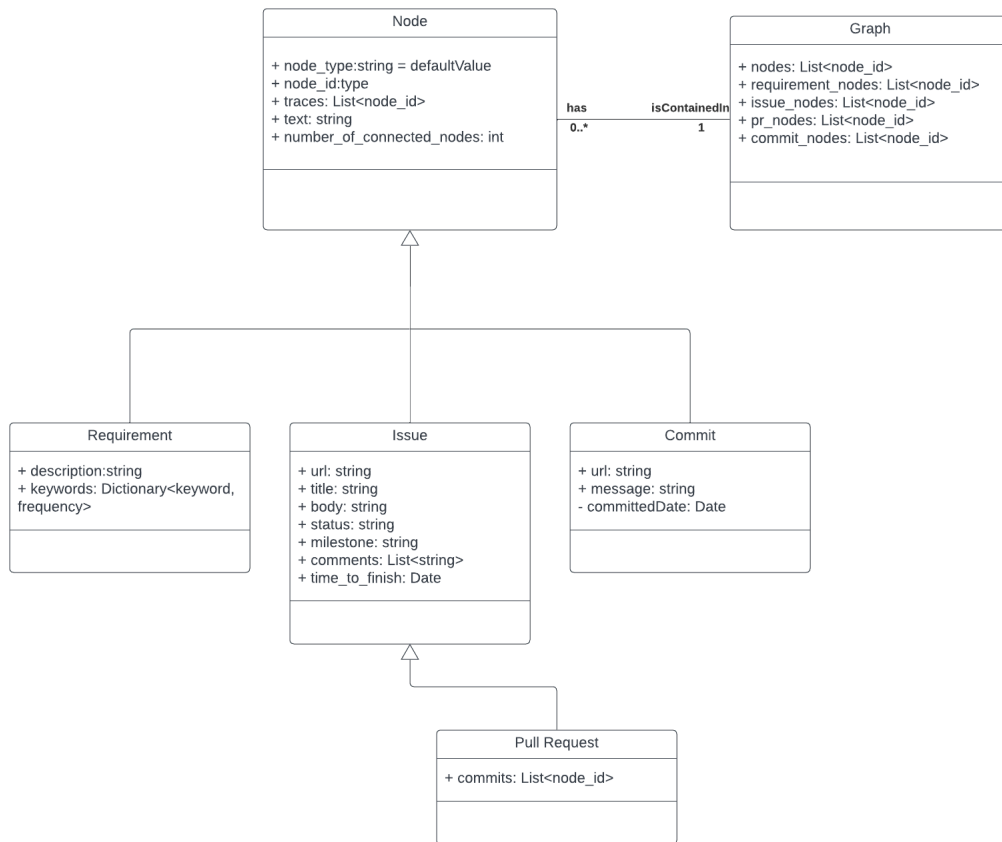 Node
+ node_type:string = defaultValue
+ node_id:type
+ traces: List<node_id>
+ text: string
+ number_of_connected_nodes: int
has
0..*
isContainedIn
1
Graph
+ nodes: List<node_id>
+ requirement_nodes: List<node_id>
+ issue_nodes: List<node_id>
+ pr_nodes: List<node_id>
+ commit_nodes: List<node_id>
Requirement
+ description:string
+ keywords: Dictionary<keyword,
frequency>
Issue
+ url: string
+ title: string
+ body: string
+ status: string
+ milestone: string
+ comments: List<string>
+ time_to_finish: Date
Commit
+ url: string
+ message: string
- committedDate: Date
Pull Request
+ commits: List<node_id>